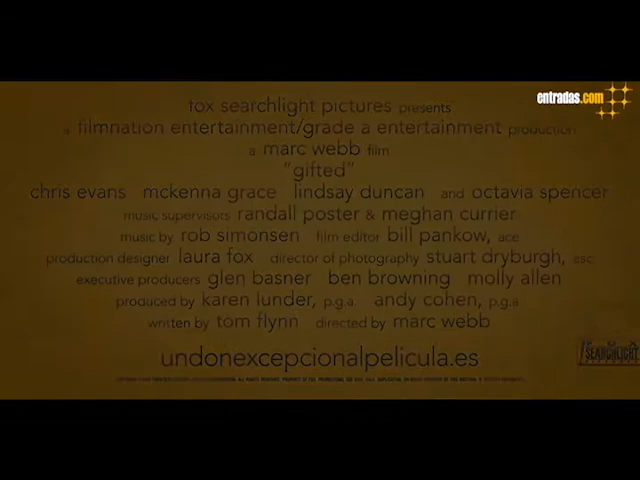 entradas.com
fox searchlight pictures presents
a filmnation entertainment/grade a entertainment production
a marc webb film
"gifted"
chris evans mckenna grace lindsay duncan and octavia spencer
music supervisors randall poster & meghan currier
music by rob simonsen film editor bill pankow, ace
production designer laura fox director of photography stuart dryburgh, asc
executive producers glen basner ben browning molly allen
produced by karen lunder, p.g.a. andy cohen, p.g.a.
written by tom flynn directed by marc webb
SEARCHLIGHT
undonexcepcionalpelicula.es